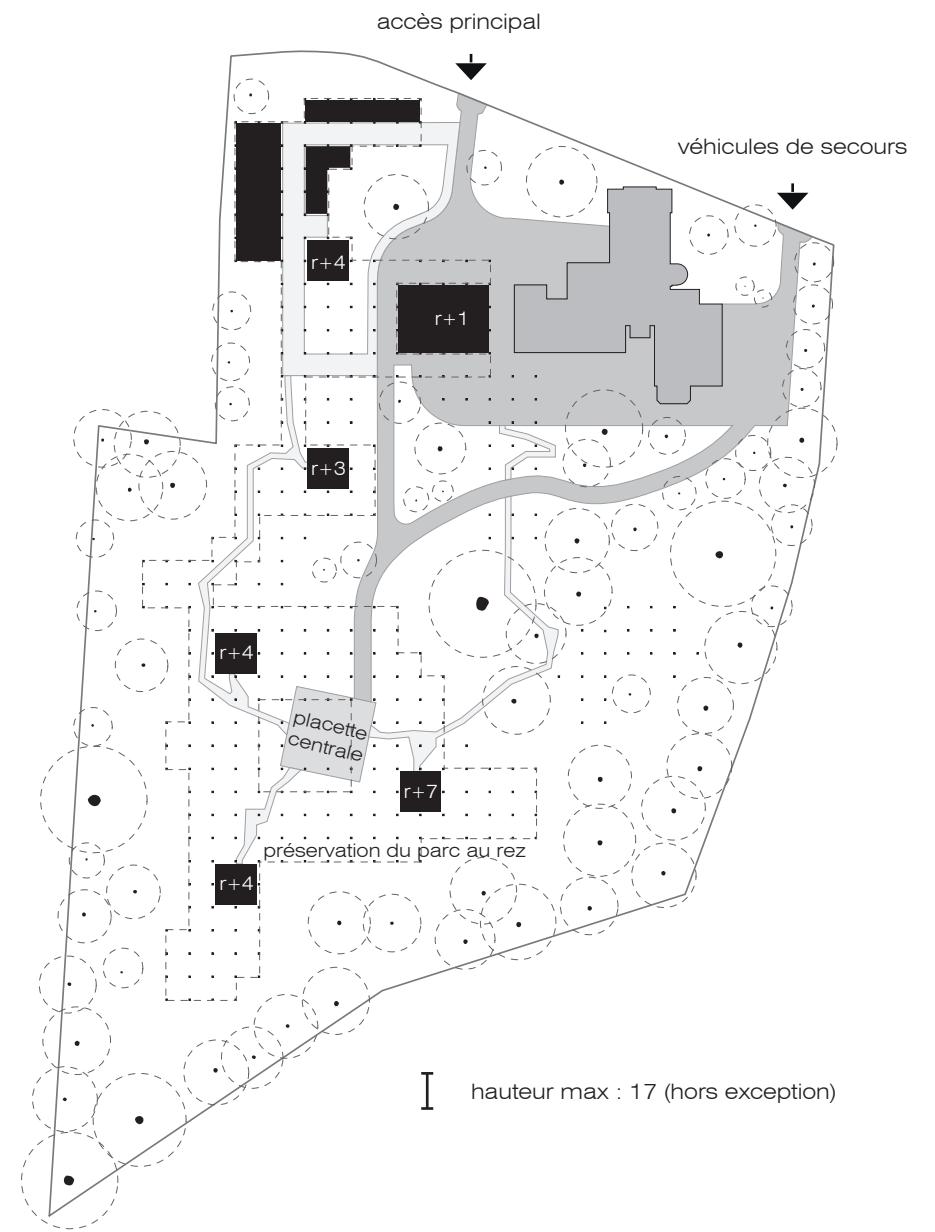 accès principal
véhicules de secours
r+4
r+1
r+3
r+4
placette
centrale
r+7
préservation du parc au rez
r+4
hauteur max : 17 (hors exception)